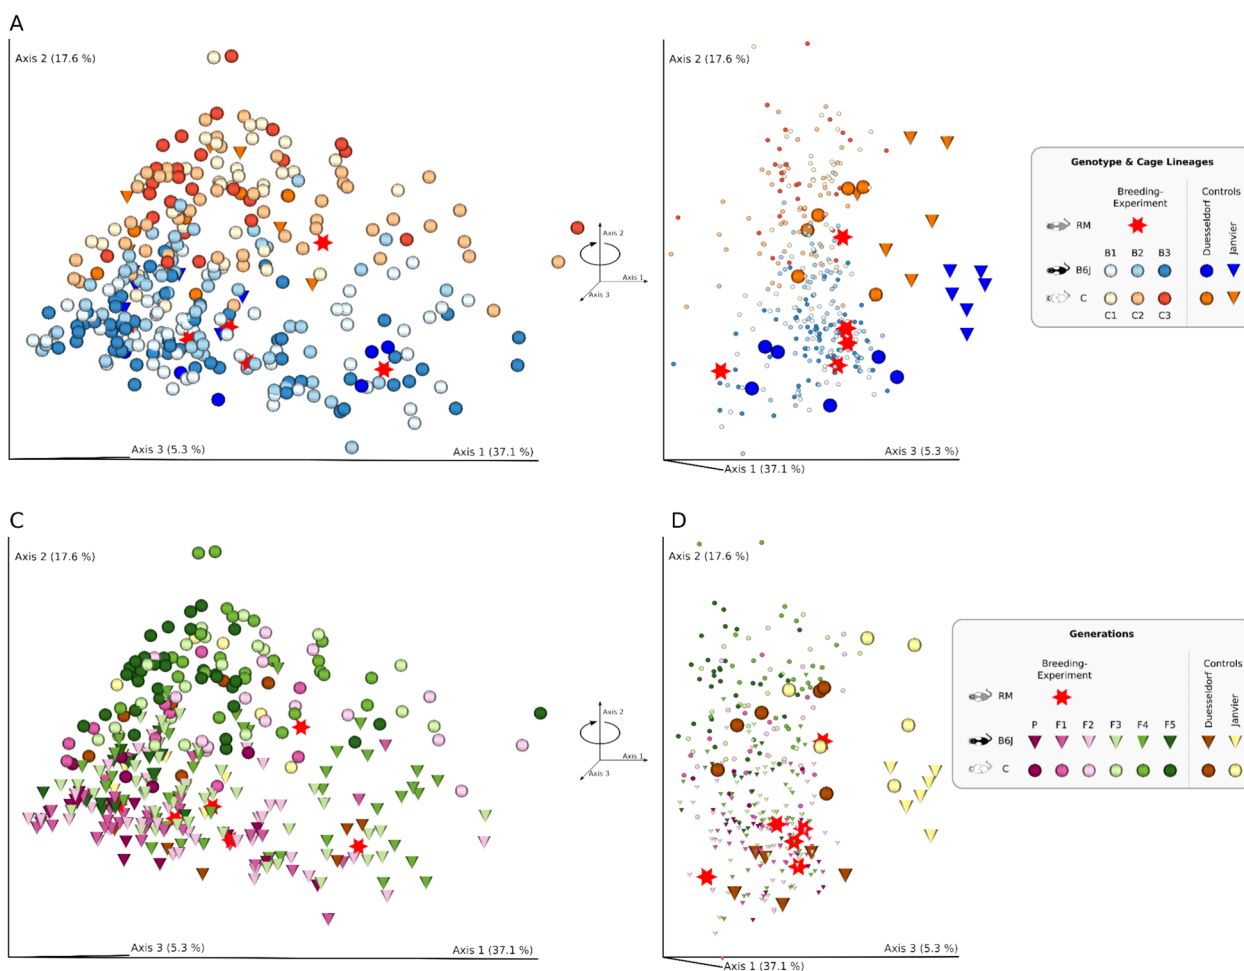 A
Axis 2 (17.6 %)
Axis 3 (5.3 %)
Axis 1 (37.1 %)
Axis 2
Axis 1
Axis 3
Axis 2 (17.6 %)
Axis 3 (5.3 %)
Axis 1 (37.1 %)
Genotype & Cage Lineages
Breeding-
Experiment
Controls
RM
Duesseldorf
Janvier
B1 B2 B3
B6J
C
C1 C2 C3
C
Axis 2 (17.6 %)
Axis 3 (5.3 %)
Axis 1 (37.1 %)
Axis 2
Axis 1
Axis 3
D
Axis 2 (17.6 %)
Axis 3 (5.3 %)
Axis 1 (37.1 %)
Generations
Breeding-
Experiment
Controls
RM
Duesseldorf
Janvier
P F1 F2 F3 F4 F5
B6J
C